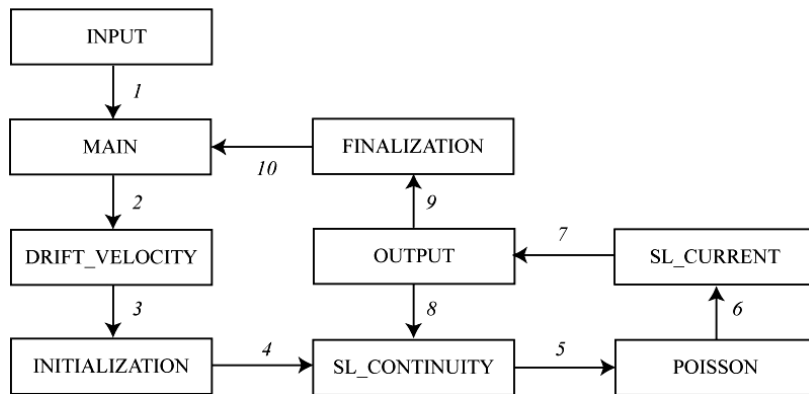 INPUT
1
MAIN
10
FINALIZATION
2
9
DRIFT_VELOCITY
OUTPUT
7
SL_CURRENT
3
8
6
INITIALIZATION
4
SL_CONTINUITY
5
POISSON